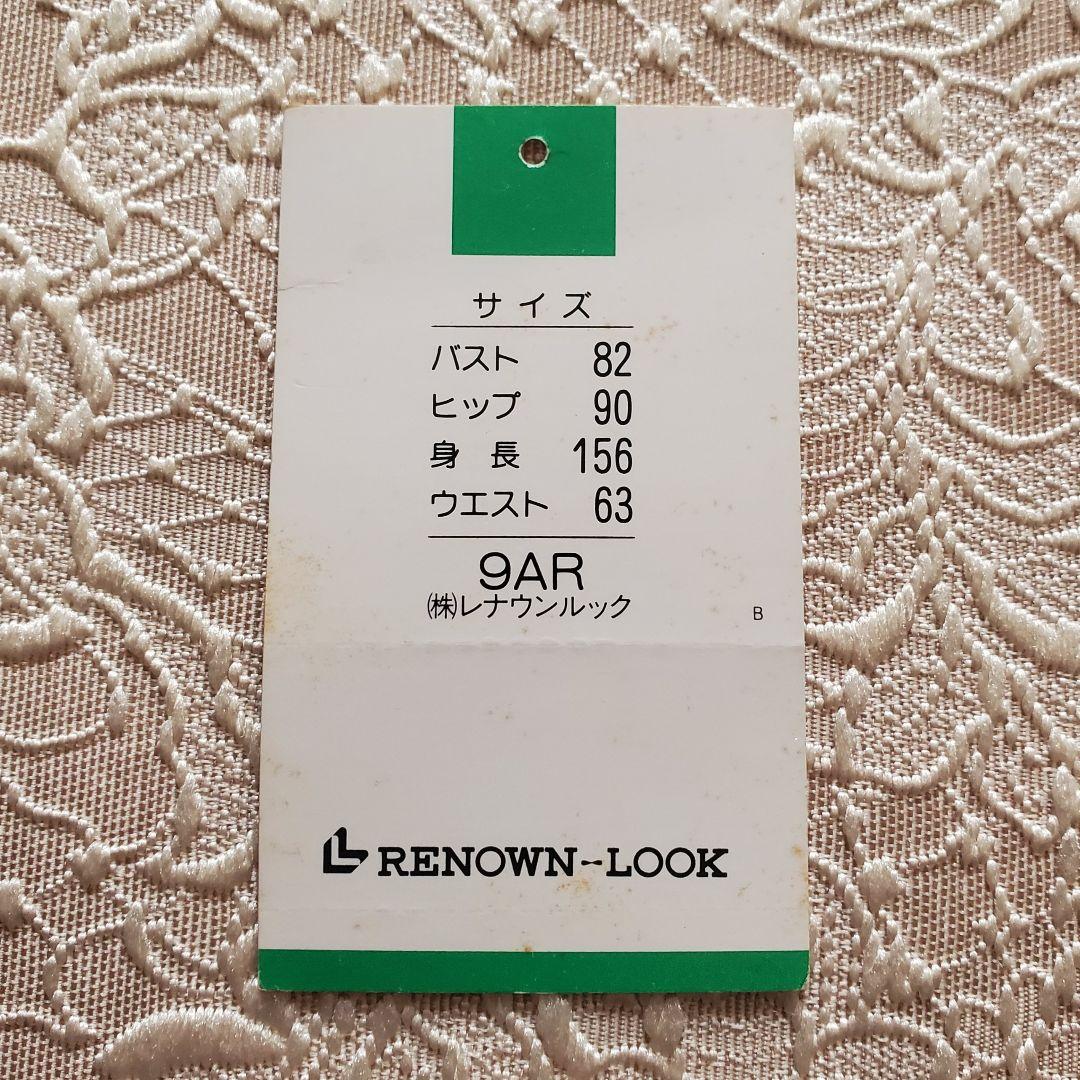 サイズ
バスト 82
ヒップ 90
身長 156
ウエスト 63
9AR
㈱レナウンルック
B
RENOWN-LOOK